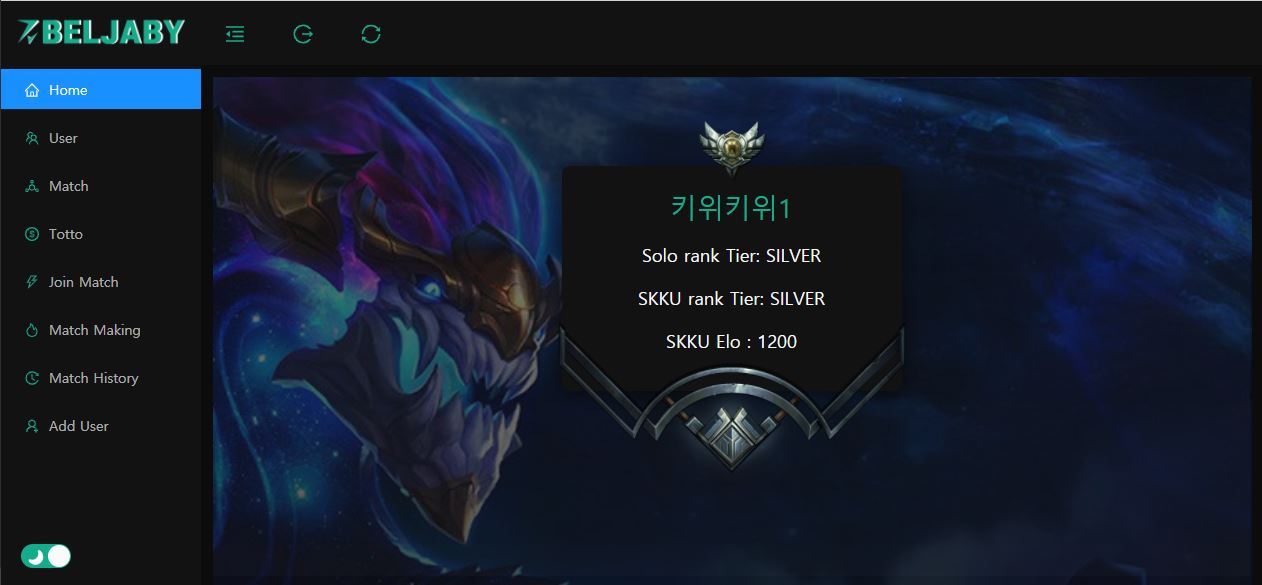 BELJABY
Home
User
Match
Totto
Join Match
Match Making
Match History
Add User
키위키위1
Solo rank Tier: SILVER
SKKU rank Tier: SILVER
SKKU Elo : 1200